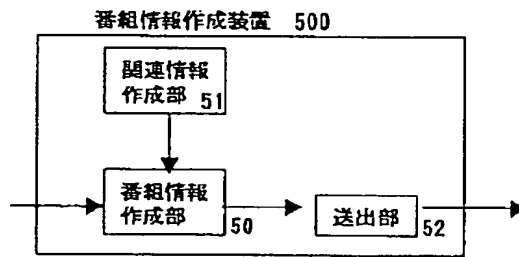 番組情報作成装置 500
関連情報
作成部 51
番組情報
作成部 50
送出部 52